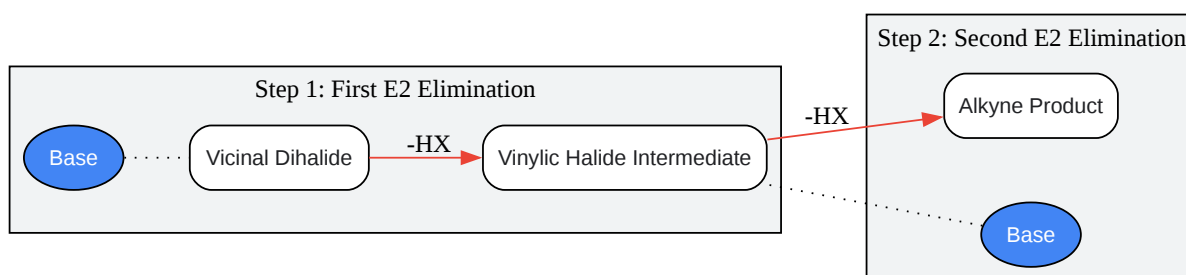 Step 1: First E2 Elimination
Base
Vicinal Dihalide
-HX
Vinylic Halide Intermediate
-HX
Step 2: Second E2 Elimination
Alkyne Product
Base